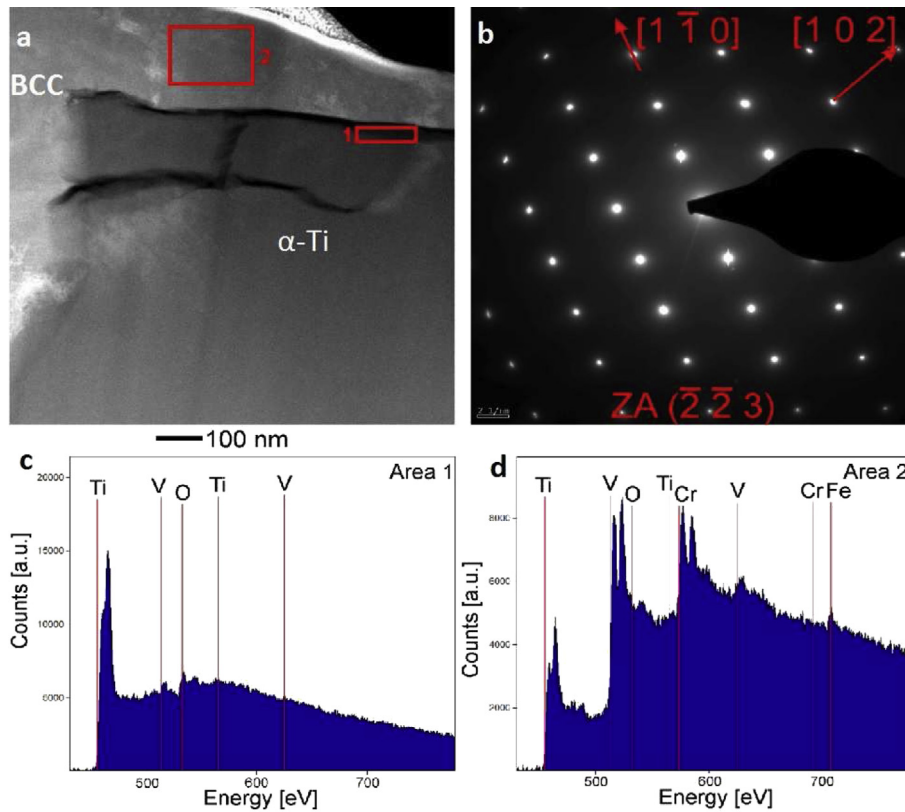 a
2
BCC
1
α-Ti
100 nm
b
[1 1̄ 0]
[1 0 2]
ZA (2̄ 2̄ 3)
c
Area 1
20000
15000
10000
5000
Counts [a.u.]
Ti
V
O
Ti
V
500
600
700
Energy [eV]
d
Area 2
8000
6000
4000
2000
Counts [a.u.]
Ti
V
O
Ti
Cr
V
Cr
Fe
500
600
700
Energy [eV]